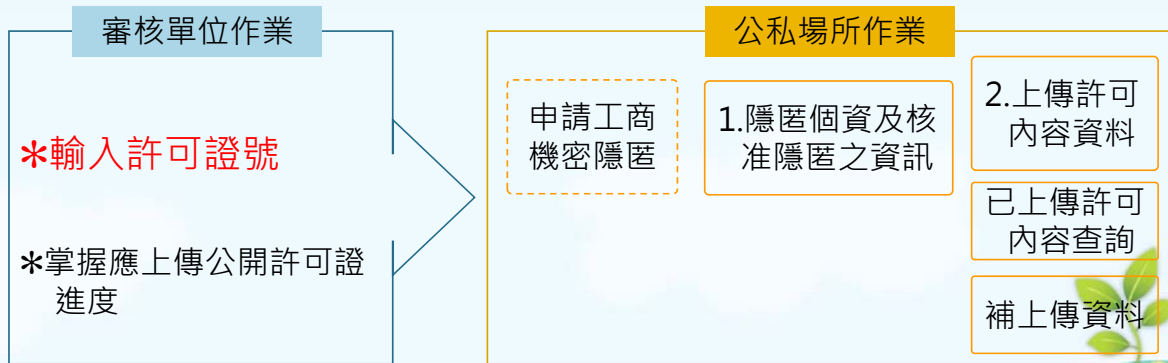 審核單位作業
＊輸入許可證號
＊掌握應上傳公開許可證
進度
公私場所作業
申請工商
機密隱匿
1.隱匿個資及核
准隱匿之資訊
2.上傳許可
內容資料
已上傳許可
內容查詢
補上傳資料